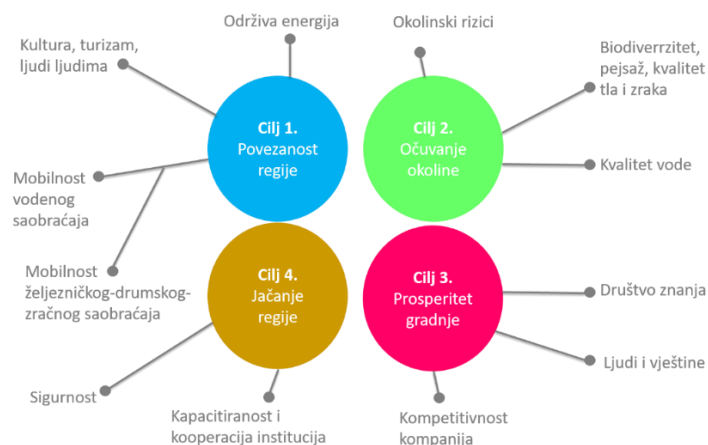 Održiva energija
Okolinski rizici
Kultura, turizam,
ljudi ljudima
Biodiverrzitet,
pejsaž, kvalitet
tla i zraka
Cilj 1.
Povezanost
regije
Cilj 2.
Očuvanje
okoline
Kvalitet vode
Mobilnost
vodenog
saobraćaja
Mobilnost
željezničkog-drumskog-
zračnog saobraćaja
Cilj 4.
Jačanje
regije
Cilj 3.
Prosperitet
gradnje
Društvo znanja
Ljudi i vještine
Sigurnost
Kapacitiranost i
kooperacija institucija
Kompetitivnost
kompanija